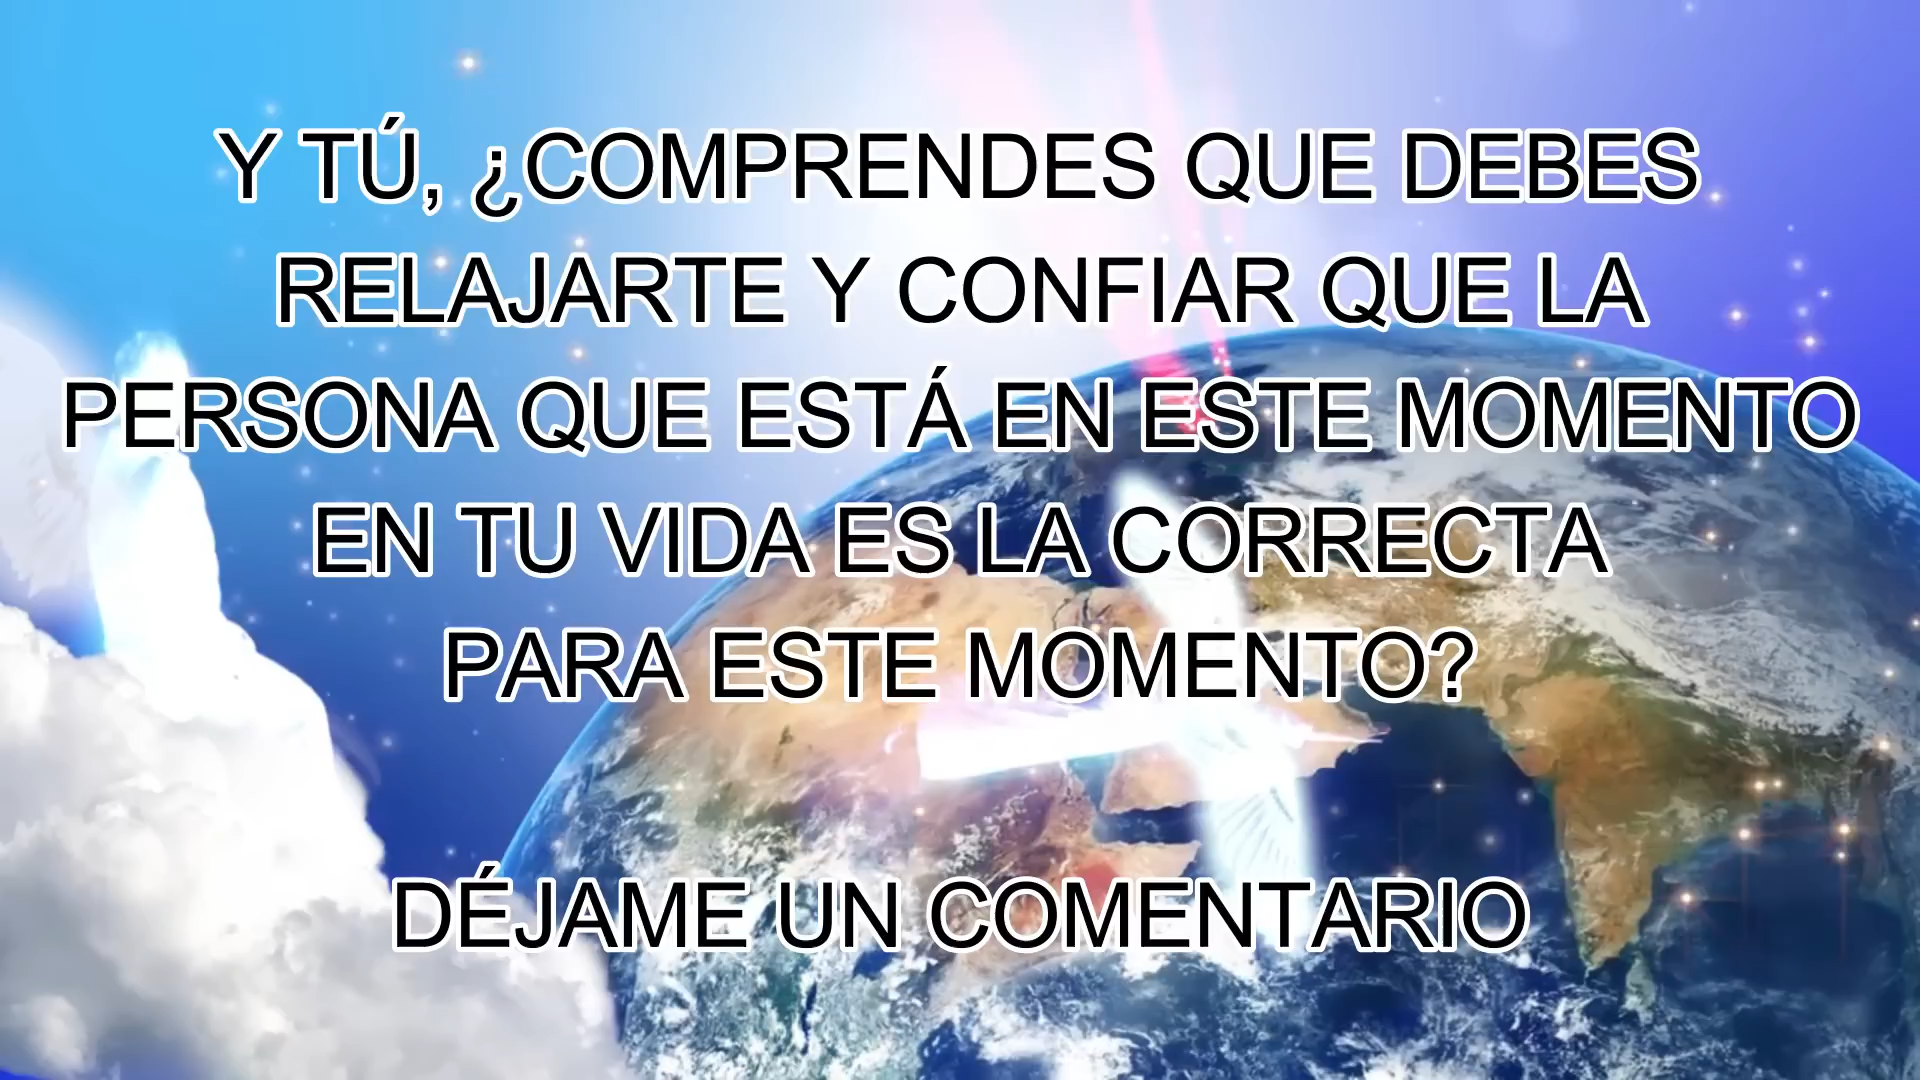 Y TÚ, ¿COMPRENDES QUE DEBES
RELAJARTE Y CONFIAR QUE LA
PERSONA QUE ESTÁ EN ESTE MOMENTO
EN TU VIDA ES LA CORRECTA
PARA ESTE MOMENTO?
DÉJAME UN COMENTARIO